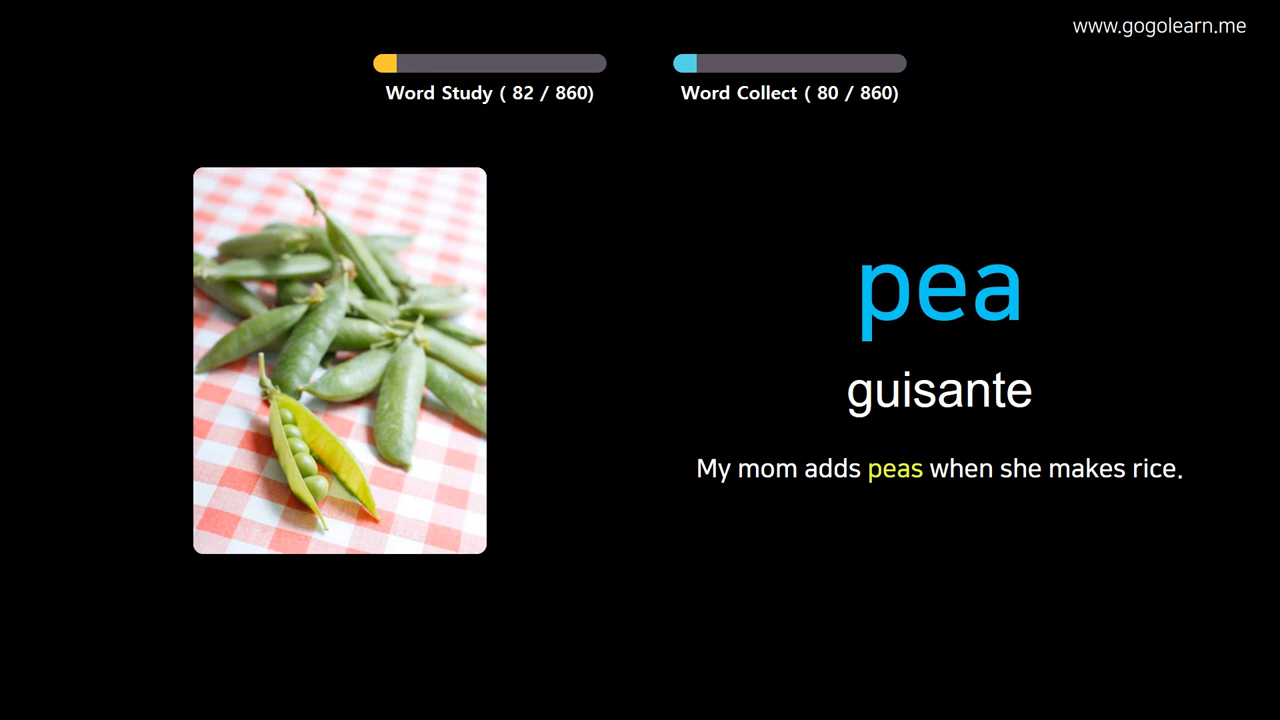 www.gogolearn.me
Word Study ( 82 / 860)
Word Collect ( 80 / 860)
pea
guisante
My mom adds peas when she makes rice.